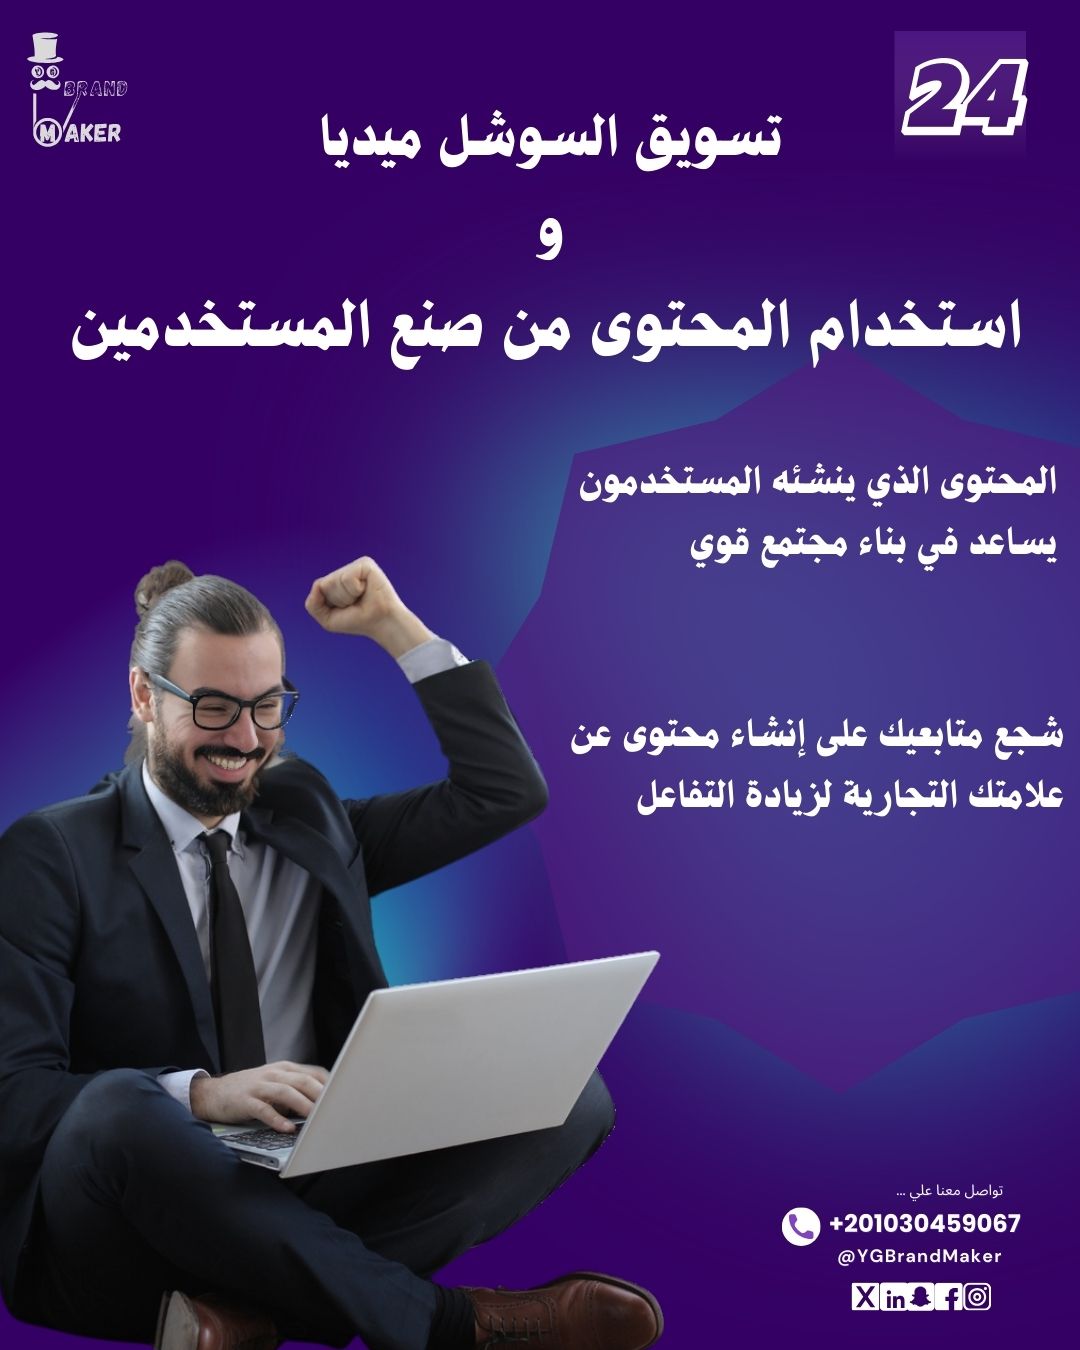 BRAND
MAKER
24
تسويق السوشل ميديا
و
استخدام المحتوى من صنع المستخدمين
المحتوى الذي ينشئه المستخدمون
يساعد في بناء مجتمع قوي
شجع متابعيك على إنشاء محتوى عن
علامتك التجارية لزيادة التفاعل
تواصل معنا علي ...
+201030459067
@YGBrandMaker